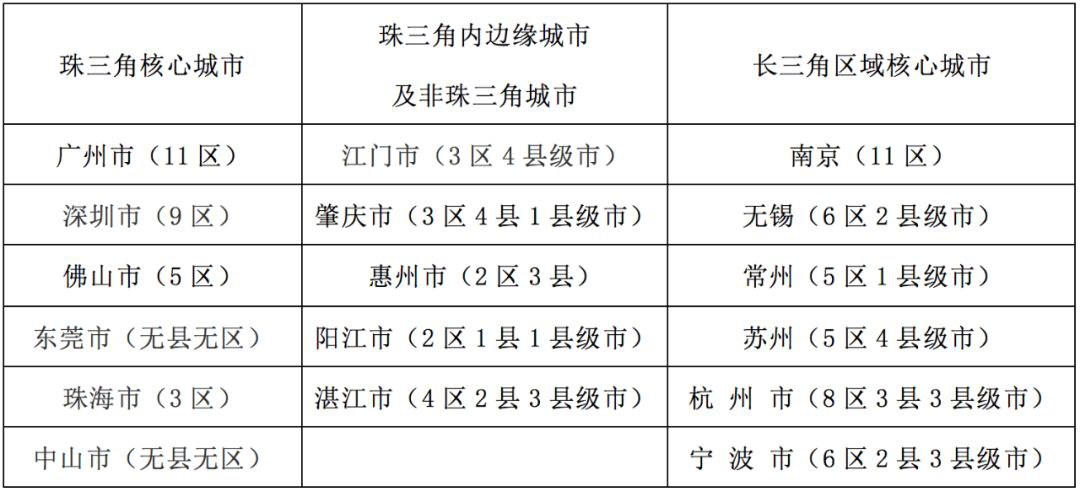 珠三角核心城市
珠三角内边缘城市
及非珠三角城市
长三角区域核心城市
广州市（11 区）
江门市（3 区 4 县级市）
南京（11 区）
深圳市（9 区）
肇庆市（3 区 4 县 1 县级市）
无锡（6 区 2 县级市）
佛山市（5 区）
惠州市（2 区 3 县）
常州（5 区 1 县级市）
东莞市（无县无区）
阳江市（2 区 1 县 1 县级市）
苏州（5 区 4 县级市）
珠海市（3 区）
湛江市（4 区 2 县 3 县级市）
杭 州 市（8 区 3 县 3 县级市）
中山市（无县无区）
宁 波 市（6 区 2 县 3 县级市）